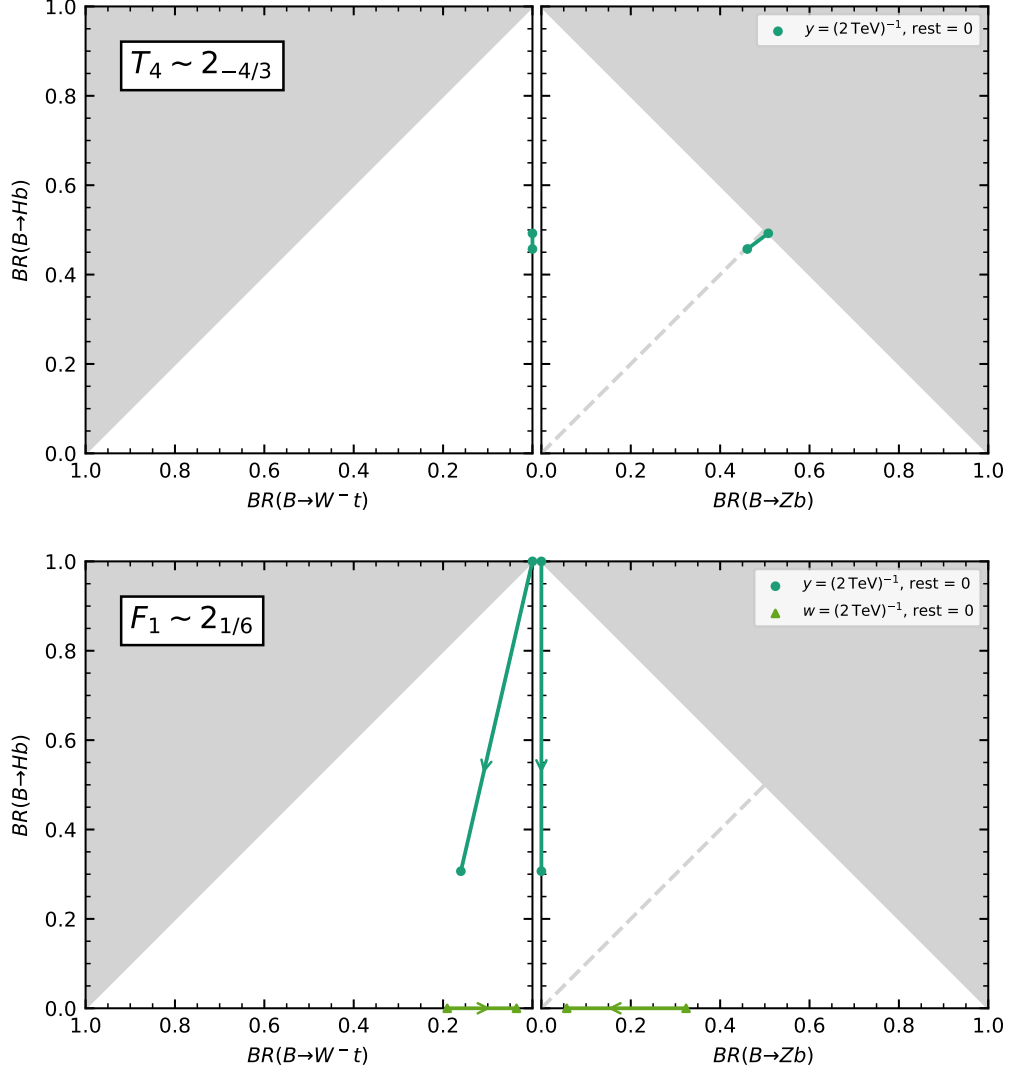 1.0
0.8
0.6
0.4
0.2
0.0
BR(B→Hb)
T₄ ~ 2₋₄/₃
y = (2 TeV)⁻¹, rest = 0
1.0 0.8 0.6 0.4 0.2 0
0.0 0.2 0.4 0.6 0.8 1.0
BR(B→W⁻t)
BR(B→Zb)
1.0
0.8
0.6
0.4
0.2
0.0
BR(B→Hb)
F₁ ~ 2₁/₆
y = (2 TeV)⁻¹, rest = 0
w = (2 TeV)⁻¹, rest = 0
1.0 0.8 0.6 0.4 0.2 0
0.0 0.2 0.4 0.6 0.8 1.0
BR(B→W⁻t)
BR(B→Zb)